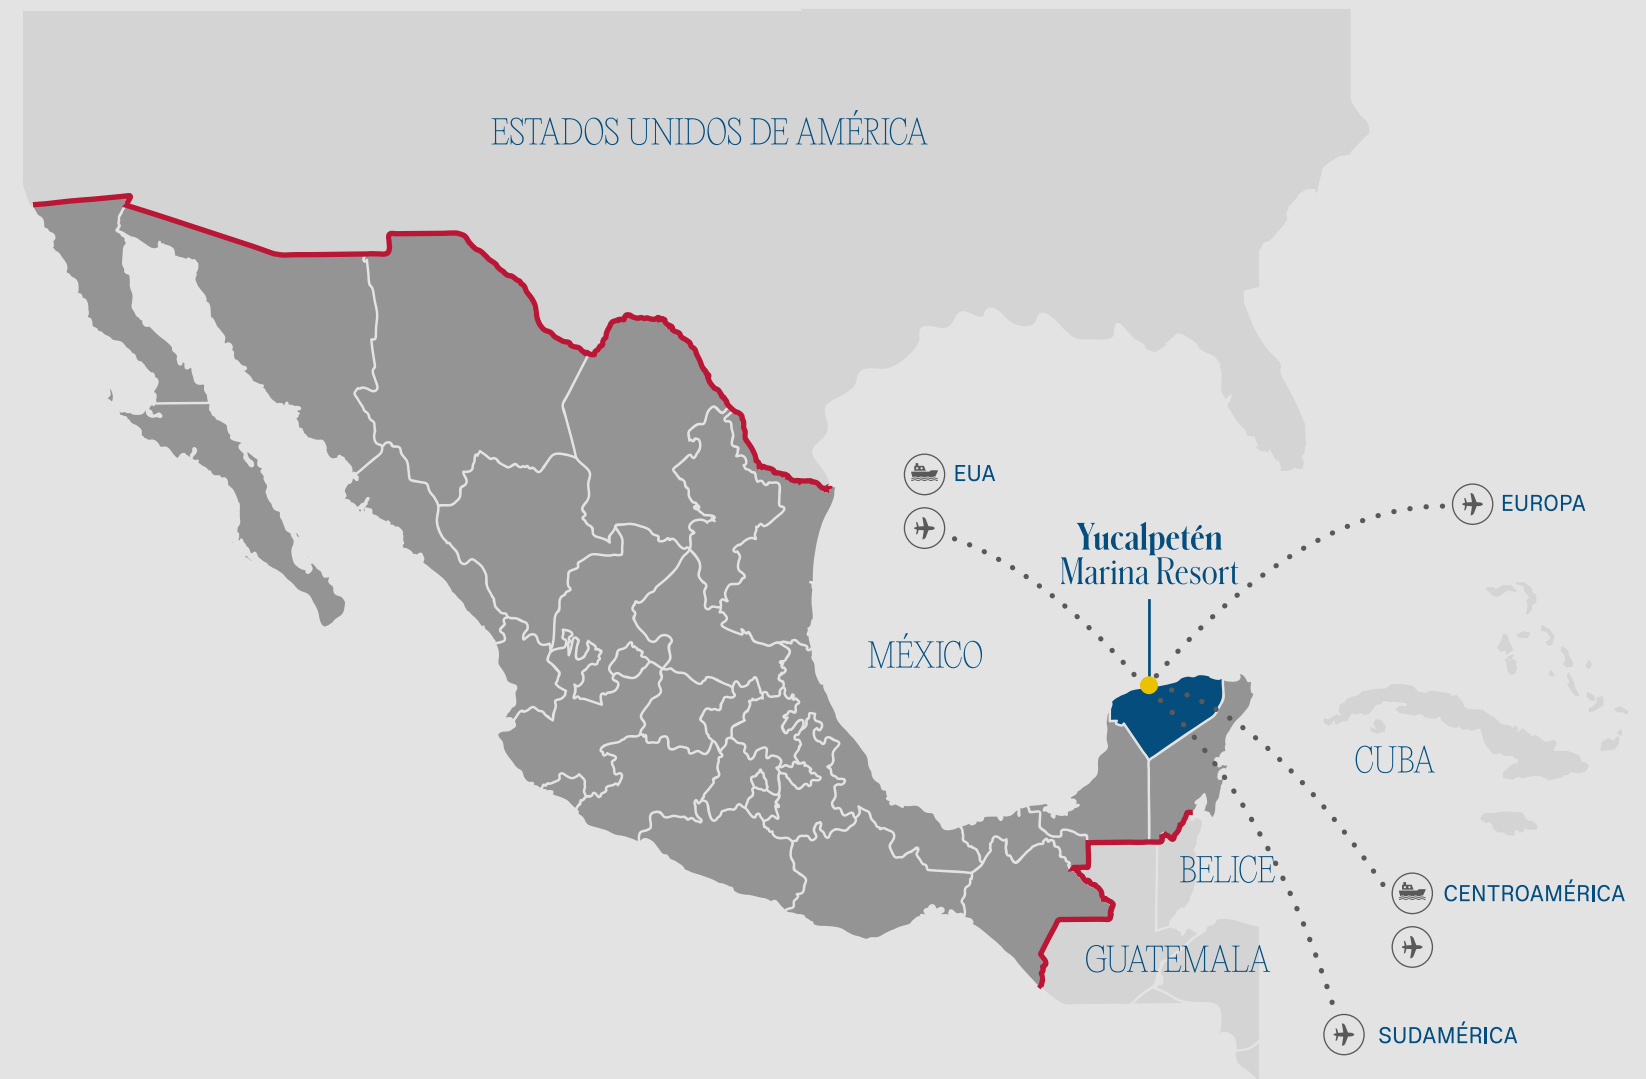 ESTADOS UNIDOS DE AMÉRICA
EUA
EUROPA
Yucalpetén
Marina Resort
MÉXICO
CUBA
BELICE
CENTROAMÉRICA
GUATEMALA
SUDAMÉRICA